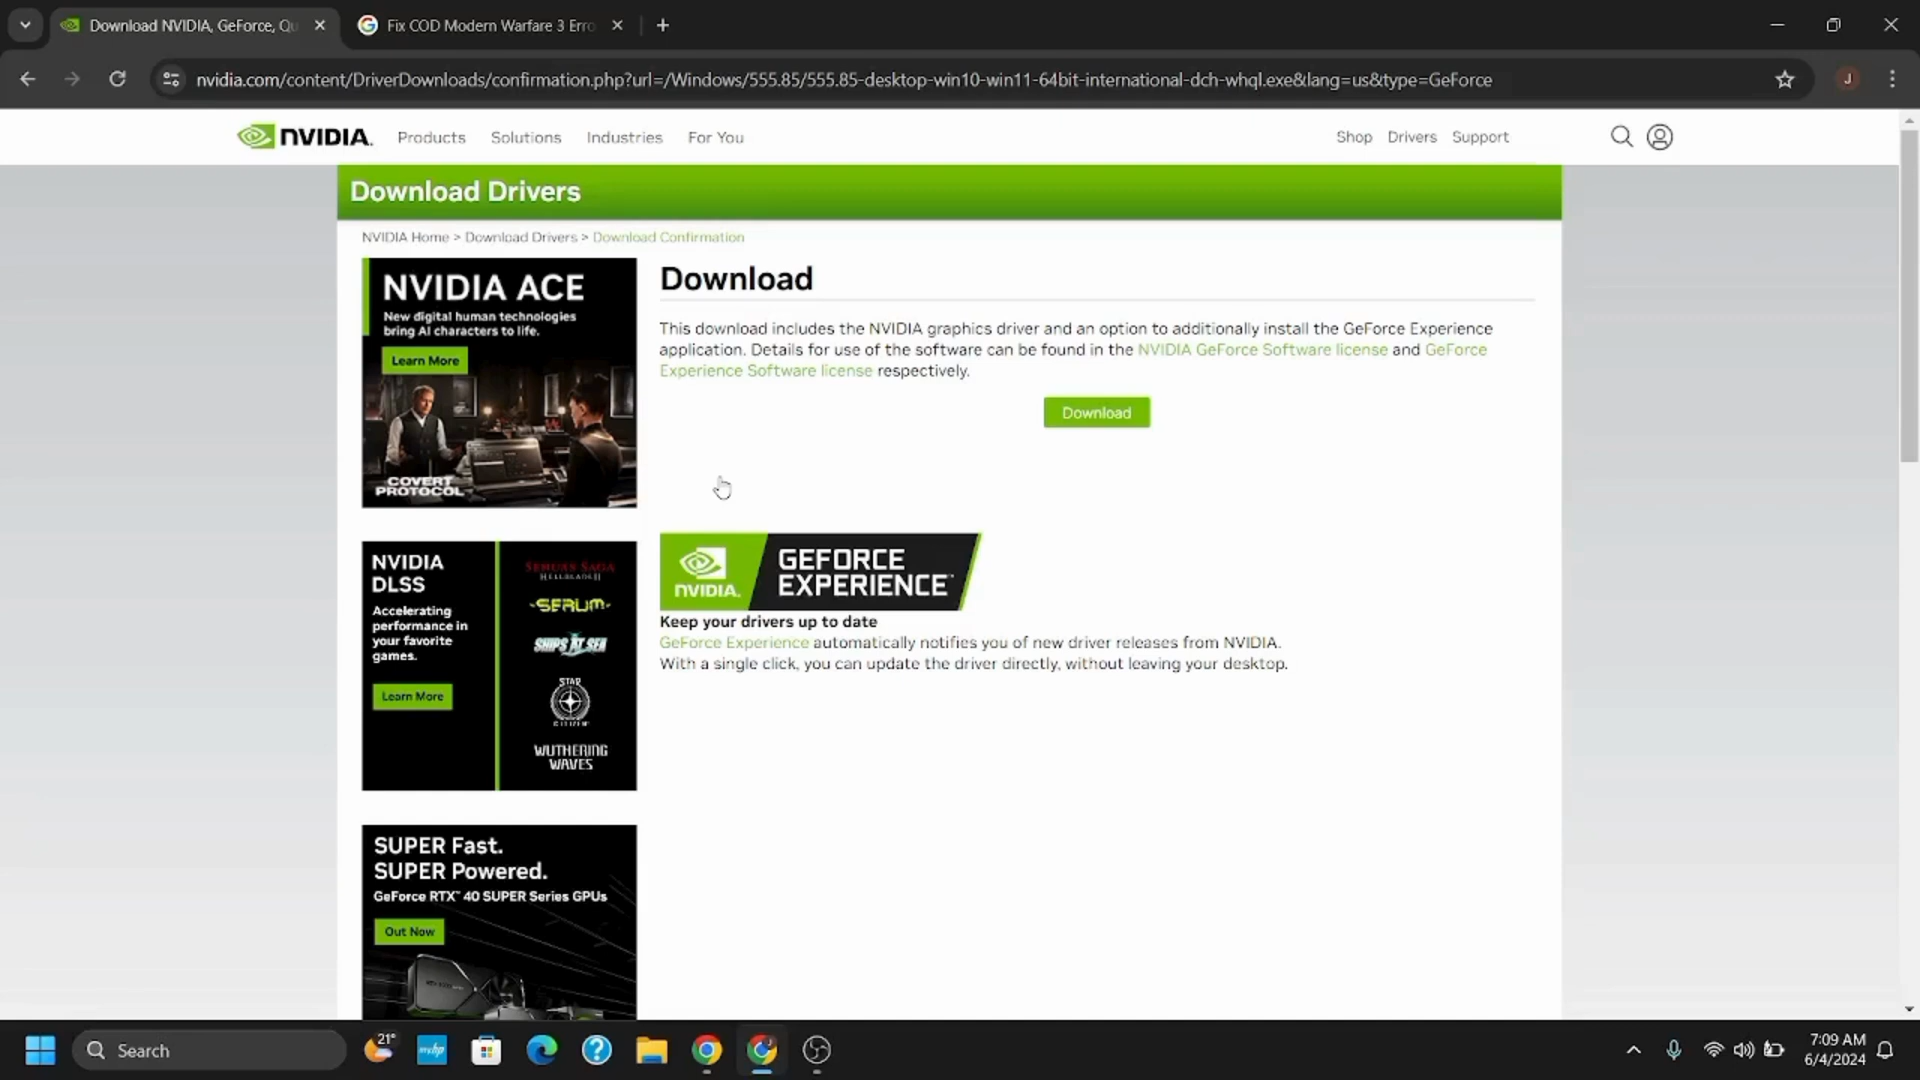 Download NVIDIA, GeForce, Qu
Fix COD Modern Warfare 3 Erro
nvidia.com/content/DriverDownloads/confirmation.php?url=/Windows/555.85/555.85-desktop-win10-win11-64bit-international-dch-whql.exe&lang=us&type=GeForce
J
NVIDIA. Products Solutions Industries For You Shop Drivers Support
Download Drivers
NVIDIA Home > Download Drivers > Download Confirmation
NVIDIA ACE
New digital human technologies
bring AI characters to life.
Learn More
COVERT
PROTOCOL
Download
This download includes the NVIDIA graphics driver and an option to additionally install the GeForce Experience
application. Details for use of the software can be found in the NVIDIA GeForce Software license and GeForce
Experience Software license respectively.
Download
NVIDIA.
GEFORCE
EXPERIENCE
Keep your drivers up to date
GeForce Experience automatically notifies you of new driver releases from NVIDIA.
With a single click, you can update the driver directly, without leaving your desktop.
NVIDIA
DLSS
Accelerating
performance in
your favorite
games.
Learn More
SENUA'S SAGA
HELLBLADE II
SERUM
SHIPS AT SEA
STAR
CITIZEN
WUTHERING
WAVES
SUPER Fast.
SUPER Powered.
GeForce RTX™ 40 SUPER Series GPUs
Out Now
Search
21°
myhp
7:09 AM
6/4/2024